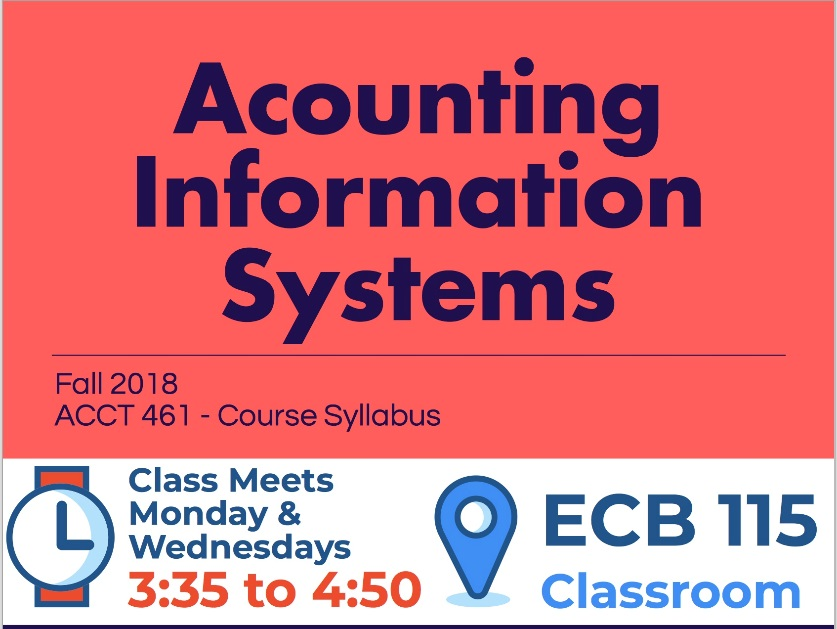 Acounting
Information
Systems
Fall 2018
ACCT 461 - Course Syllabus
Class Meets
Monday &
Wednesdays
3:35 to 4:50
ECB 115
Classroom